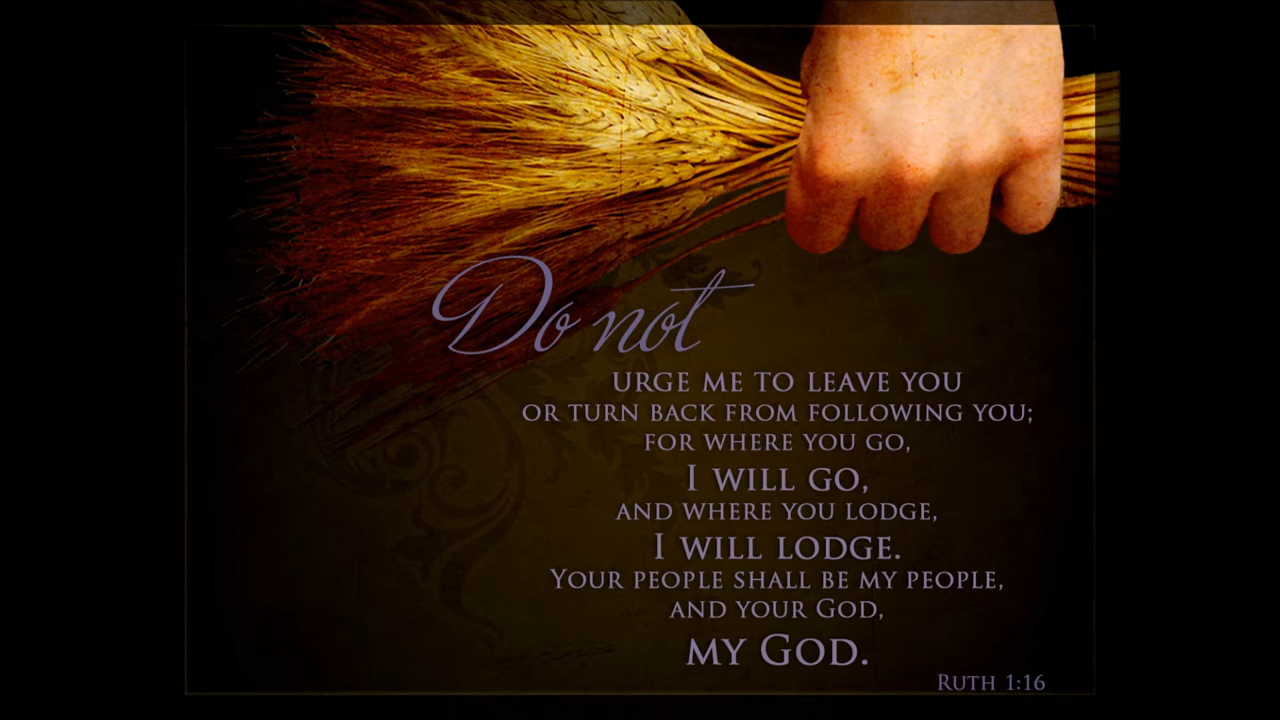 Do not
URGE ME TO LEAVE YOU
OR TURN BACK FROM FOLLOWING YOU;
FOR WHERE YOU GO,
I WILL GO,
AND WHERE YOU LODGE,
I WILL LODGE.
YOUR PEOPLE SHALL BE MY PEOPLE,
AND YOUR GOD,
MY GOD.
RUTH 1:16